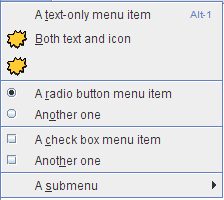 A text-only menu item Alt-1
Both text and icon
A radio button menu item
Another one
A check box menu item
Another one
A submenu